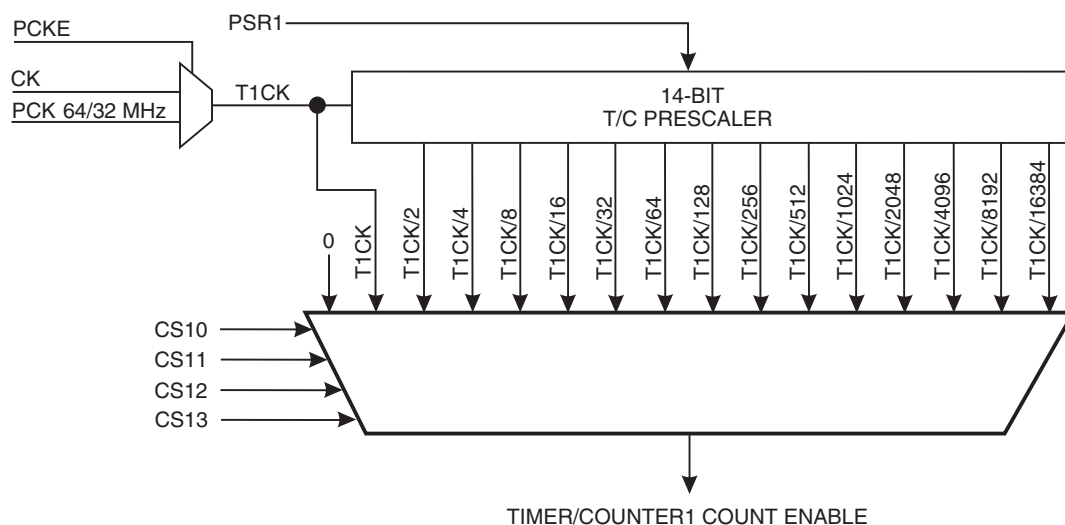 PSR1
PCKE
CK
PCK 64/32 MHz
T1CK
14-BIT
T/C PRESCALER
0
T1CK
T1CK/2
T1CK/4
T1CK/8
T1CK/16
T1CK/32
T1CK/64
T1CK/128
T1CK/256
T1CK/512
T1CK/1024
T1CK/2048
T1CK/4096
T1CK/8192
T1CK/16384
CS10
CS11
CS12
CS13
TIMER/COUNTER1 COUNT ENABLE